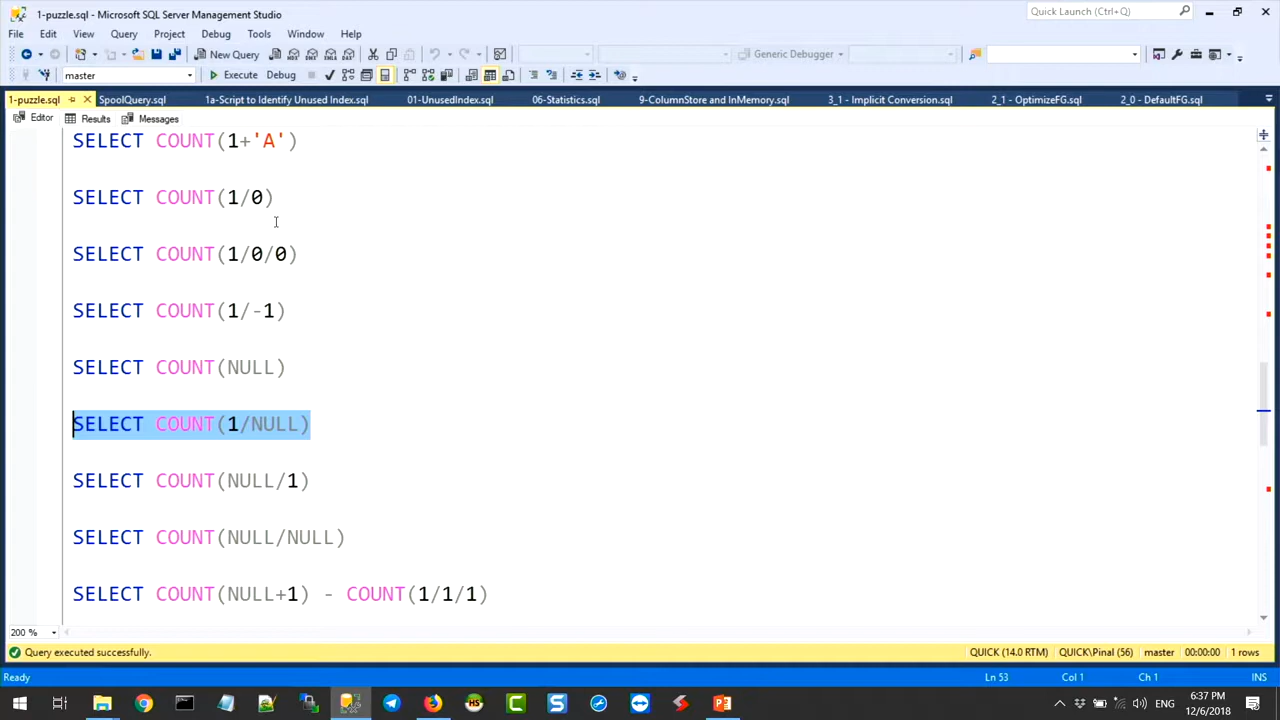 1-puzzle.sql - Microsoft SQL Server Management Studio
Quick Launch (Ctrl+Q)
File Edit View Query Project Debug Tools Window Help
New Query
Generic Debugger
master
Execute Debug
1-puzzle.sql
SpoolQuery.sql
1a-Script to Identify Unused Index.sql
01-UnusedIndex.sql
06-Statistics.sql
9-ColumnStore and InMemory.sql
3_1 - Implicit Conversion.sql
2_1 - OptimizeFG.sql
2_0 - DefaultFG.sql
Editor Results Messages
SELECT COUNT(1+'A')
SELECT COUNT(1/0)
SELECT COUNT(1/0/0)
SELECT COUNT(1/-1)
SELECT COUNT(NULL)
SELECT COUNT(1/NULL)
SELECT COUNT(NULL/1)
SELECT COUNT(NULL/NULL)
SELECT COUNT(NULL+1) - COUNT(1/1/1)
200 %
Query executed successfully.
QUICK (14.0 RTM) QUICK\Pinal (56) master 00:00:00 1 rows
Ready Ln 53 Col 1 Ch 1 INS
ENG
6:37 PM
12/6/2018